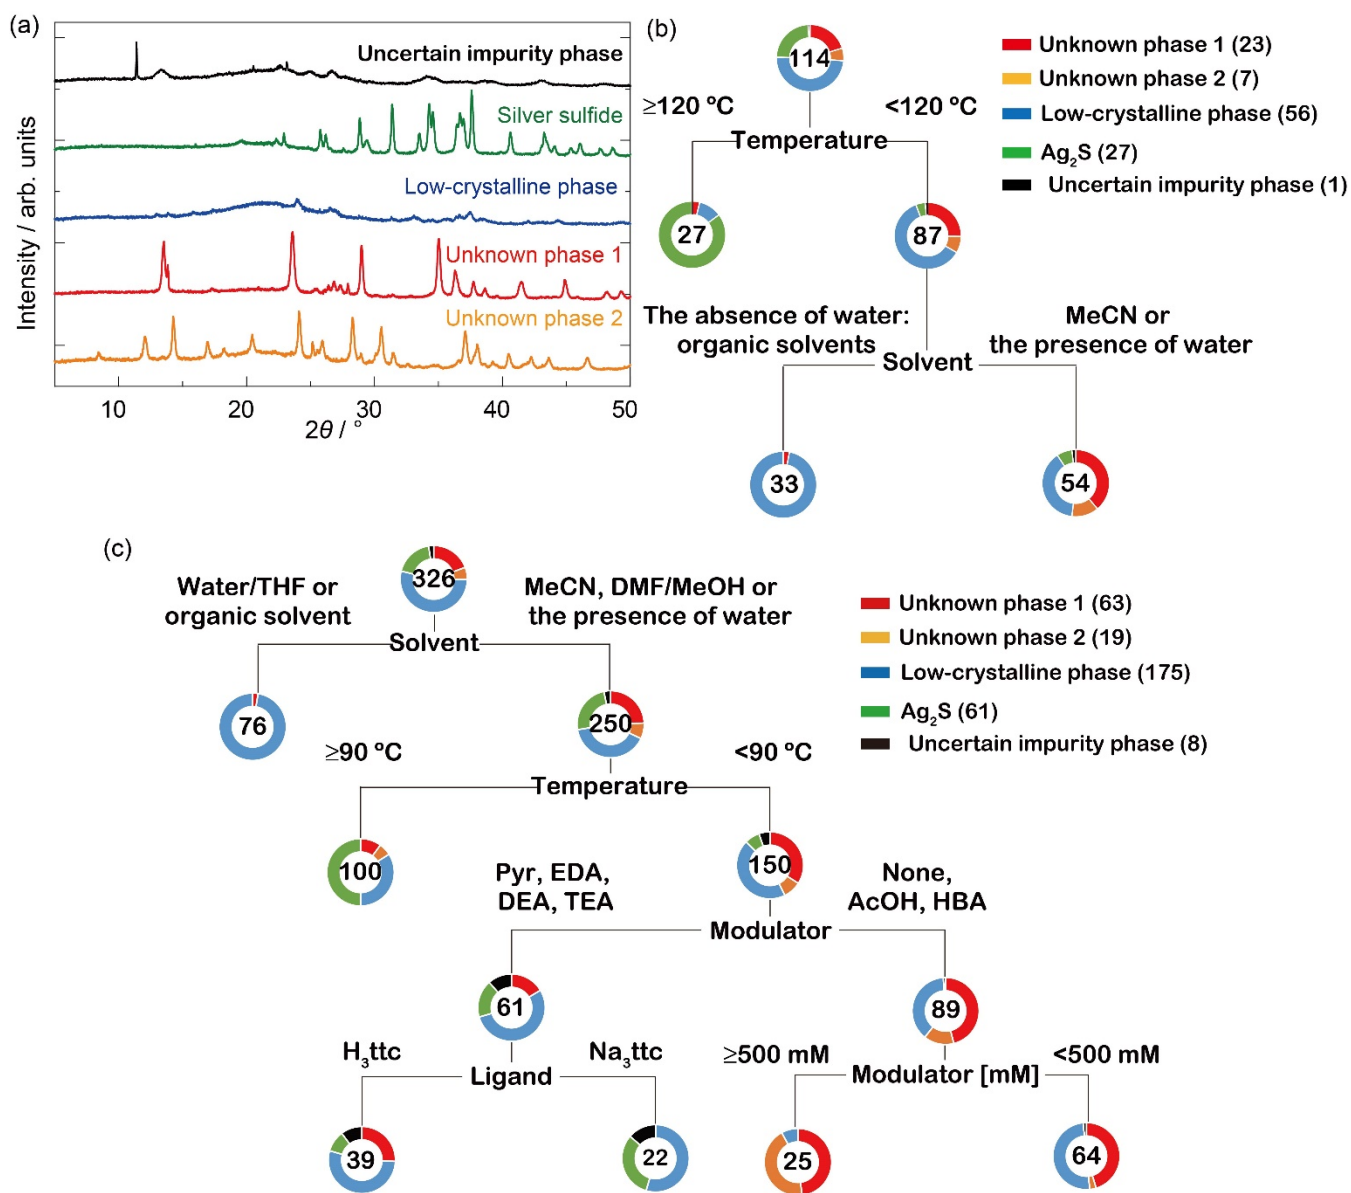 (a)
Uncertain impurity phase
Silver sulfide
Low-crystalline phase
Unknown phase 1
Unknown phase 2
Intensity / arb. units
10 20 30 40 50
2θ / °
(b)
114
≥120 ºC
<120 ºC
Temperature
27
87
The absence of water:
organic solvents
MeCN or
the presence of water
Solvent
33
54
Unknown phase 1 (23)
Unknown phase 2 (7)
Low-crystalline phase (56)
Ag₂S (27)
Uncertain impurity phase (1)
(c)
326
Water/THF or
organic solvent
MeCN, DMF/MeOH or
the presence of water
Solvent
76
250
≥90 ºC
<90 ºC
Temperature
100
150
Pyr, EDA,
DEA, TEA
None,
AcOH, HBA
Modulator
61
89
H₃ttc
Na₃ttc
Ligand
≥500 mM
<500 mM
Modulator [mM]
39
22
25
64
Unknown phase 1 (63)
Unknown phase 2 (19)
Low-crystalline phase (175)
Ag₂S (61)
Uncertain impurity phase (8)